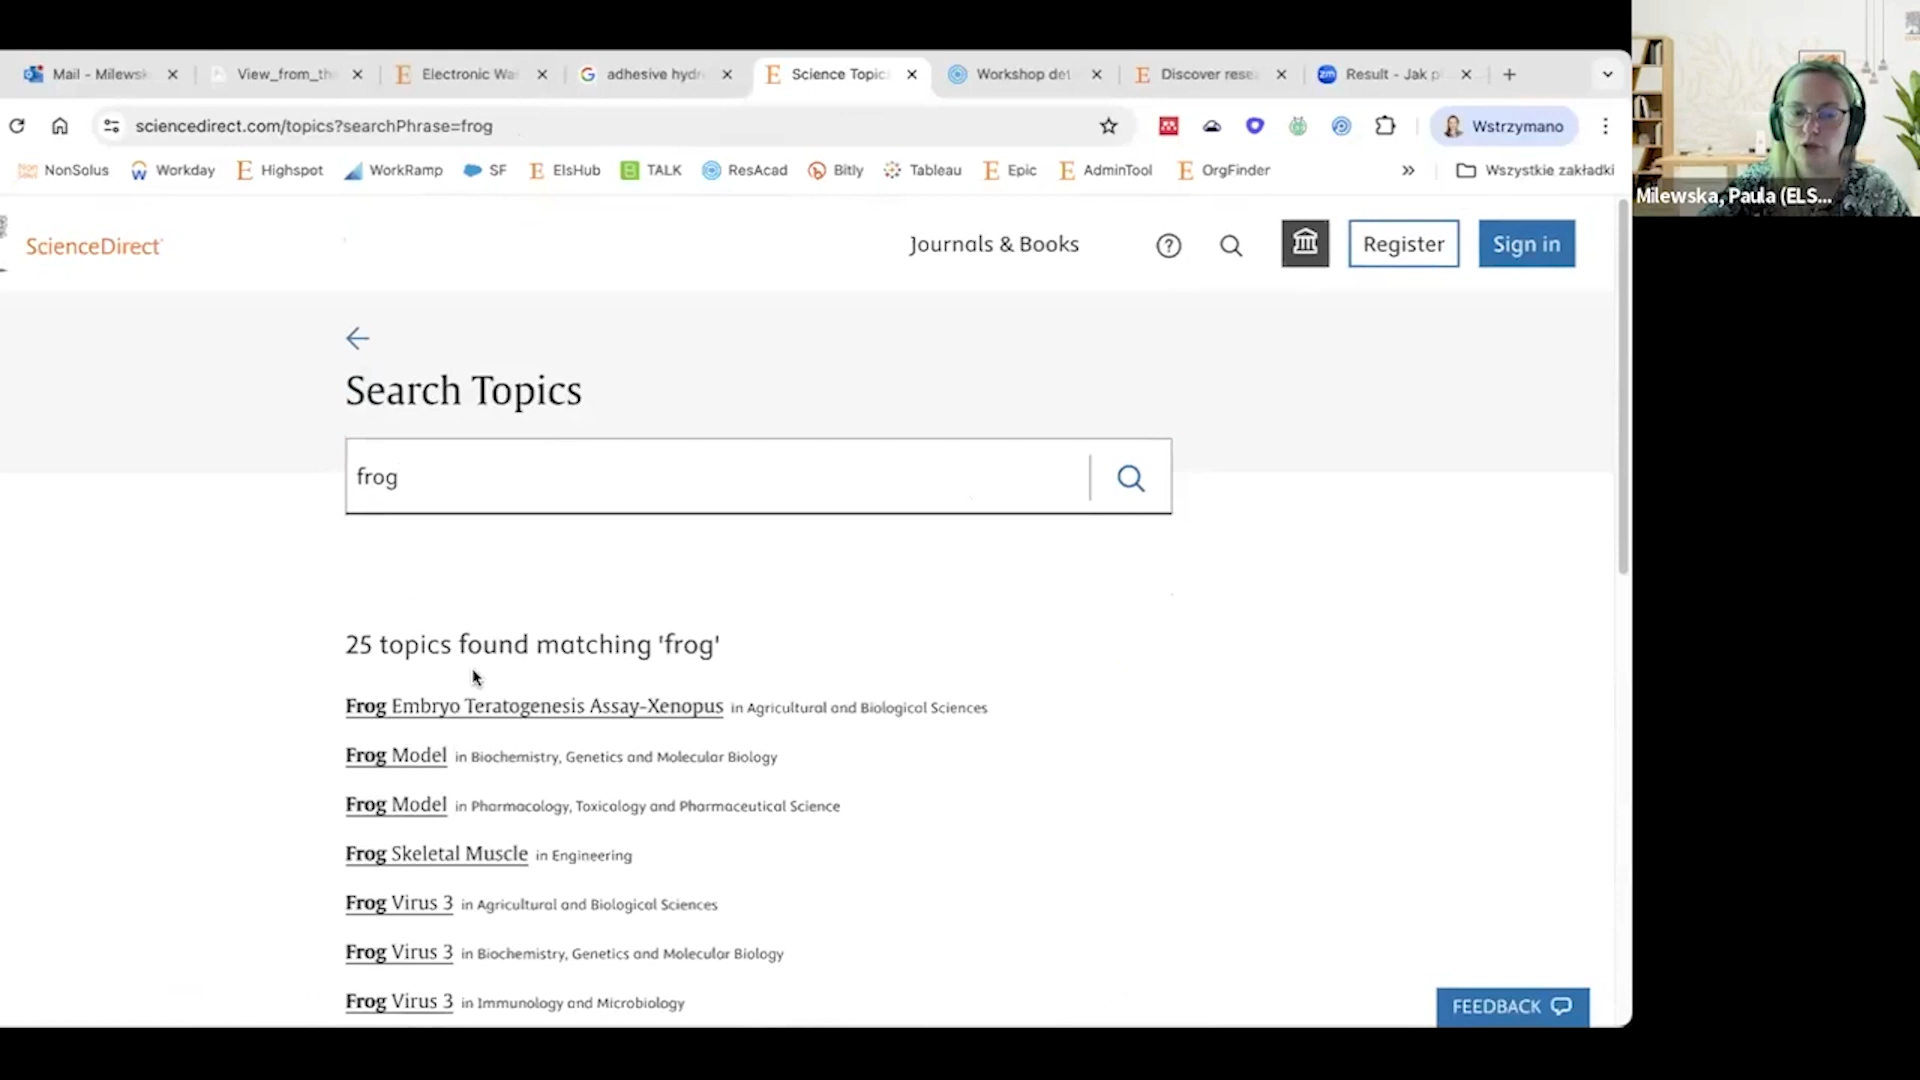 Mail - Milewsk
View_from_th
Electronic Wa
adhesive hydr
Science Topic
Workshop det
Discover rese
Result - Jak p
sciencedirect.com/topics?searchPhrase=frog
Wstrzymano
NonSolus
Workday
Highspot
WorkRamp
SF
ElsHub
TALK
ResAcad
Bitly
Tableau
Epic
AdminTool
OrgFinder
Wszystkie zakładki
Milewska, Paula (ELS...
ScienceDirect
Journals & Books
Register
Sign in
Search Topics
frog
25 topics found matching 'frog'
Frog Embryo Teratogenesis Assay-Xenopus in Agricultural and Biological Sciences
Frog Model in Biochemistry, Genetics and Molecular Biology
Frog Model in Pharmacology, Toxicology and Pharmaceutical Science
Frog Skeletal Muscle in Engineering
Frog Virus 3 in Agricultural and Biological Sciences
Frog Virus 3 in Biochemistry, Genetics and Molecular Biology
Frog Virus 3 in Immunology and Microbiology
FEEDBACK